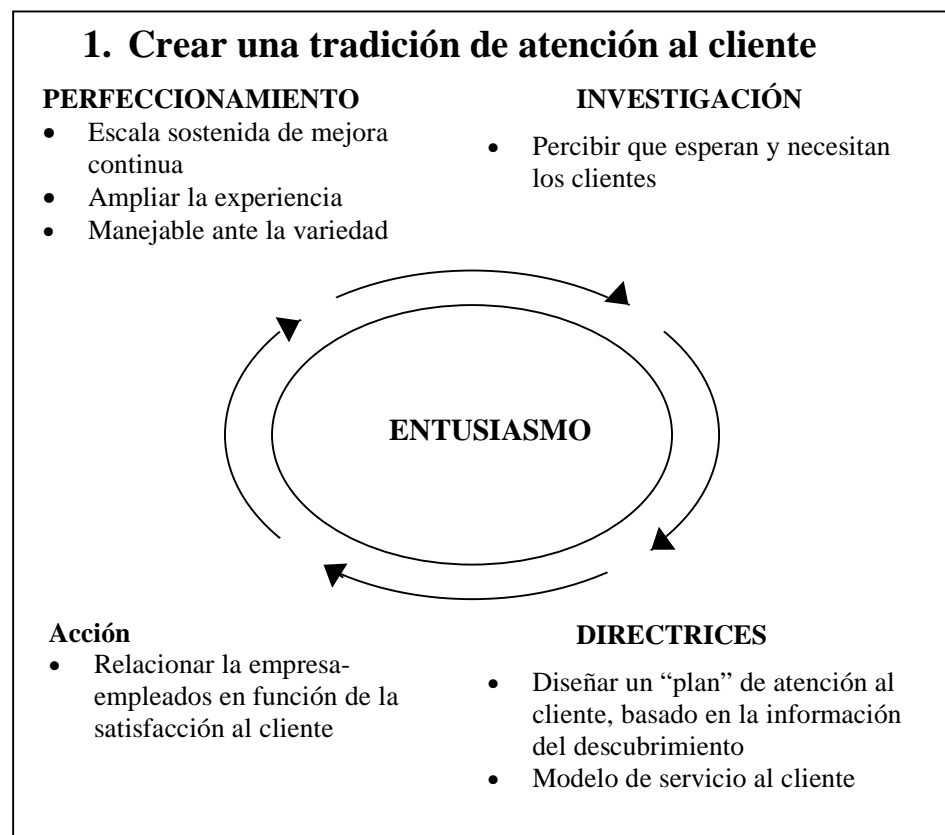 1. Crear una tradición de atención al cliente
PERFECCIONAMIENTO
• Escala sostenida de mejora
continua
• Ampliar la experiencia
• Manejable ante la variedad
INVESTIGACIÓN
• Percibir que esperan y necesitan
los clientes
ENTUSIASMO
Acción
• Relacionar la empresa-
empleados en función de la
satisfacción al cliente
DIRECTRICES
• Diseñar un “plan” de atención al
cliente, basado en la información
del descubrimiento
• Modelo de servicio al cliente